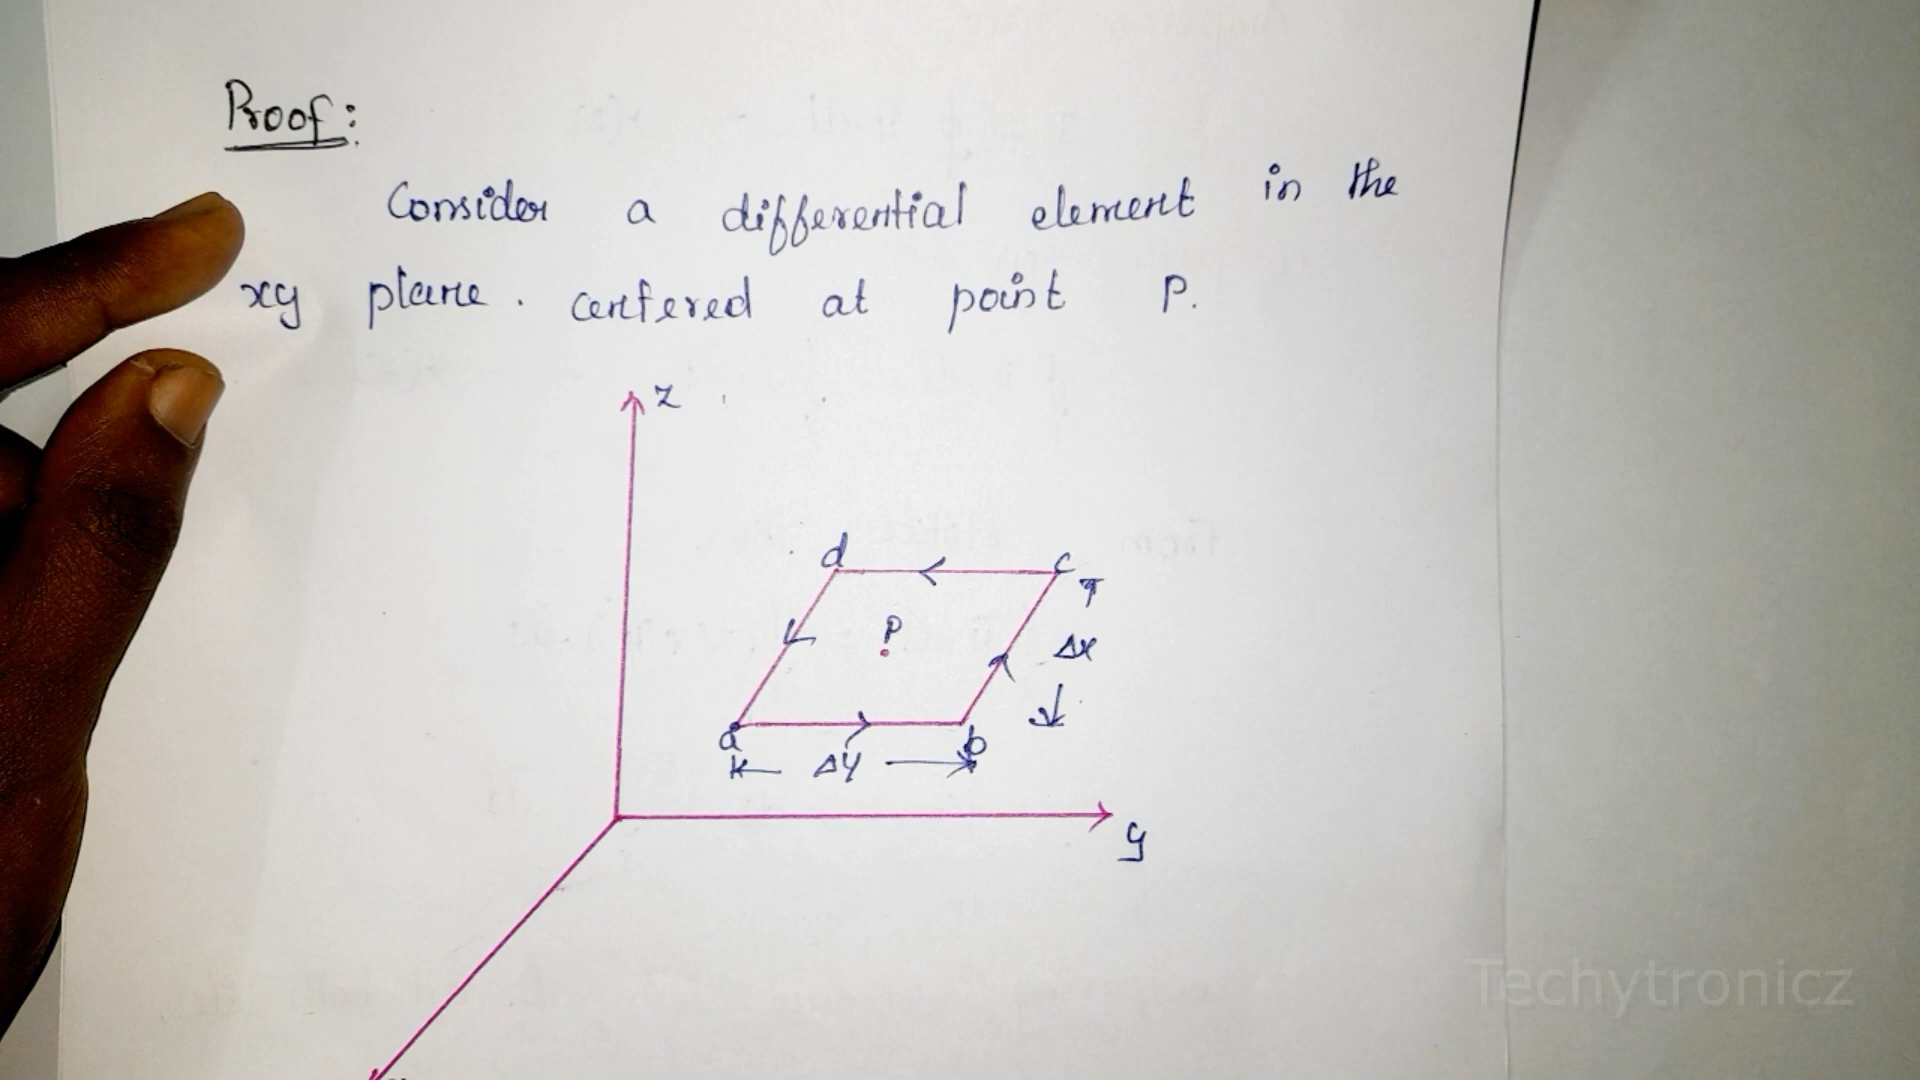 Proof:
Consider a differential element in the
xy plane. centered at point P.
z
d
c
P
Δx
a
b
Δy
y
Techytronicz